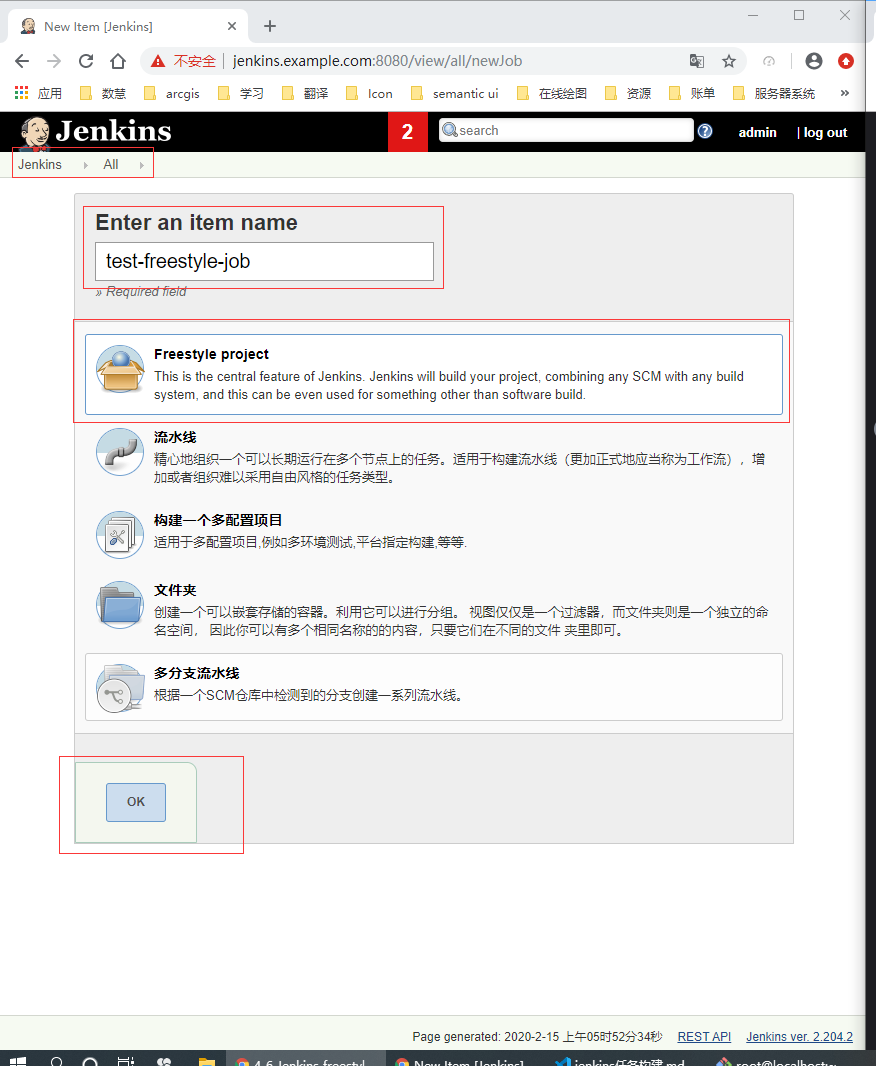 New Item [Jenkins]
不安全 jenkins.example.com:8080/view/all/newJob
应用 数慧 arcgis 学习 翻译 Icon semantic ui 在线绘图 资源 账单 服务器系统 »
Jenkins 2 search ? admin | log out
Jenkins All
Enter an item name
test-freestyle-job
» Required field
Freestyle project
This is the central feature of Jenkins. Jenkins will build your project, combining any SCM with any build
system, and this can be even used for something other than software build.
流水线
精心地组织一个可以长期运行在多个节点上的任务。适用于构建流水线（更加正式地应当称为工作流），增
加或者组织难以采用自由风格的任务类型。
构建一个多配置项目
适用于多配置项目,例如多环境测试,平台指定构建,等等.
文件夹
创建一个可以嵌套存储的容器。利用它可以进行分组。 视图仅仅是一个过滤器，而文件夹则是一个独立的命
名空间， 因此你可以有多个相同名称的的内容，只要它们在不同的文件 夹里即可。
多分支流水线
根据一个SCM仓库中检测到的分支创建一系列流水线。
OK
Page generated: 2020-2-15 上午05时52分34秒 REST API Jenkins ver. 2.204.2
4-6 Jenkins freestyl... New Item [Jenkins] jenkins任务构建.md root@localhost:~